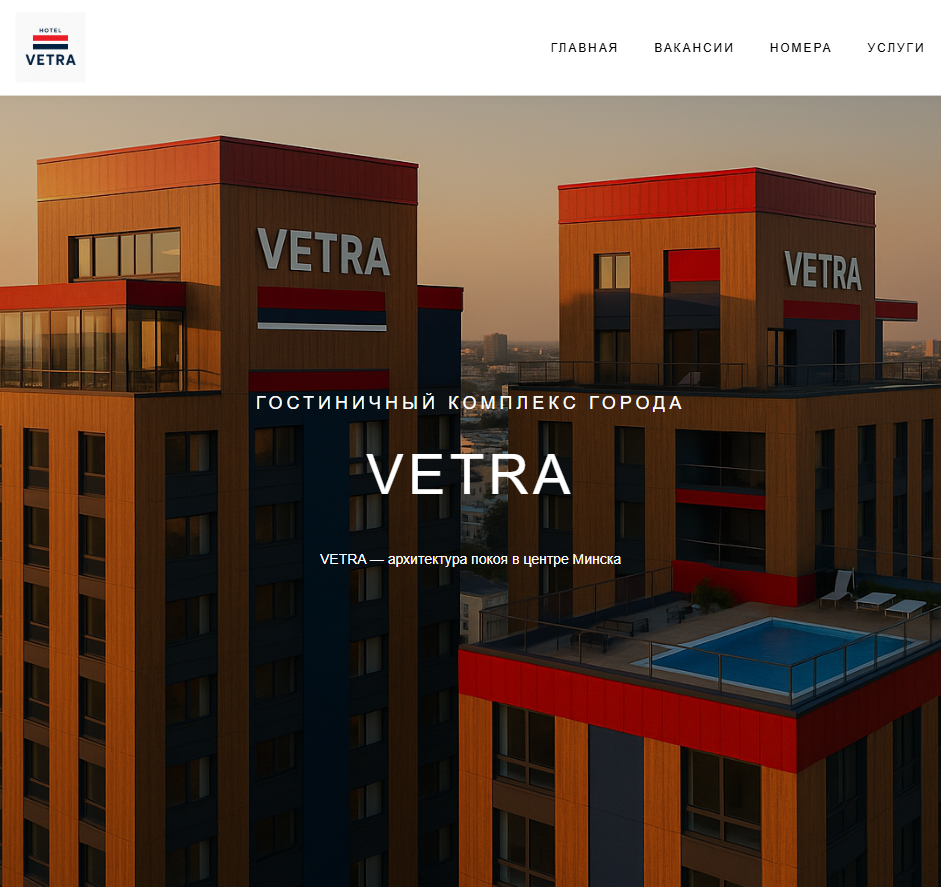 HOTEL
VETRA
ГЛАВНАЯ ВАКАНСИИ НОМЕРА УСЛУГИ
VETRA
VETRA
ГОСТИНИЧНЫЙ КОМПЛЕКС ГОРОДА
VETRA
VETRA — архитектура покоя в центре Минска